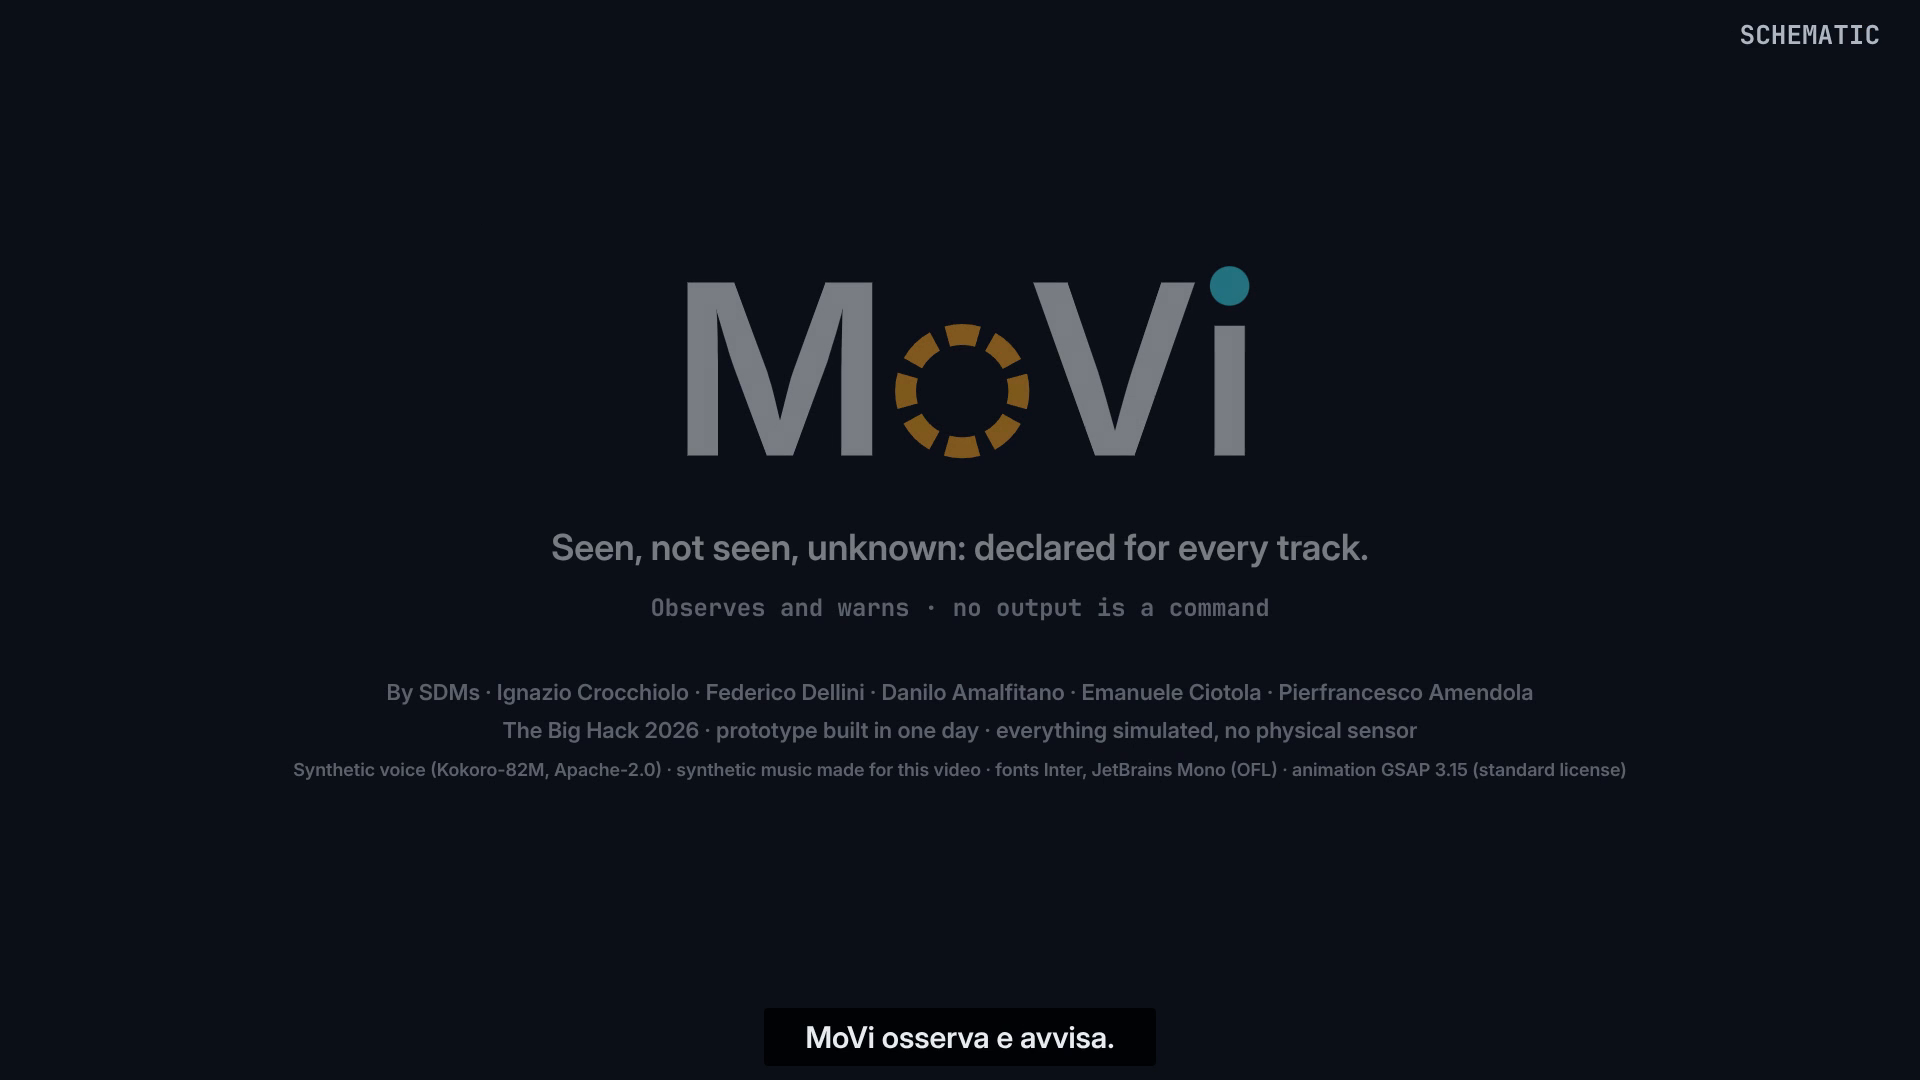 SCHEMATIC
MoVi
Seen, not seen, unknown: declared for every track.
Observes and warns · no output is a command
By SDMs · Ignazio Crocchiolo · Federico Dellini · Danilo Amalfitano · Emanuele Ciotola · Pierfrancesco Amendola
The Big Hack 2026 · prototype built in one day · everything simulated, no physical sensor
Synthetic voice (Kokoro-82M, Apache-2.0) · synthetic music made for this video · fonts Inter, JetBrains Mono (OFL) · animation GSAP 3.15 (standard license)
MoVi osserva e avvisa.